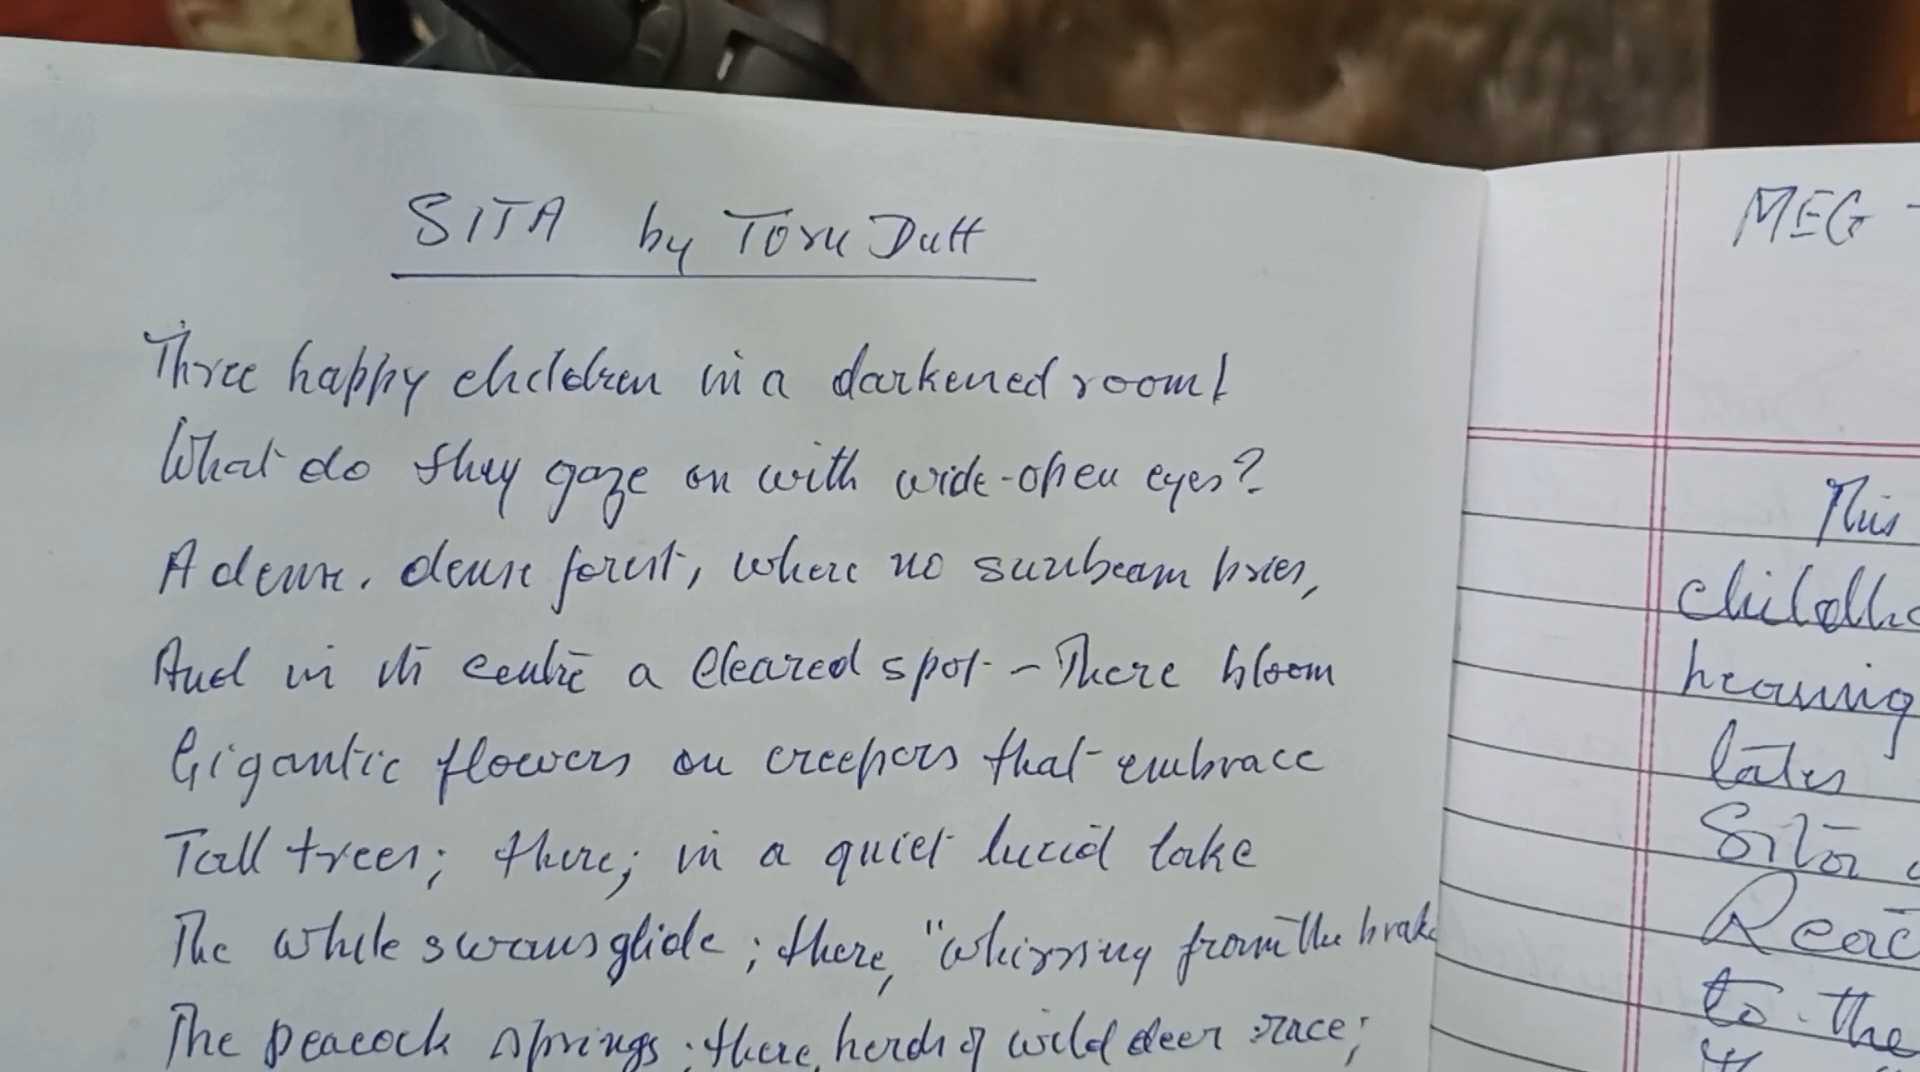 SITA by Toru Dutt
Three happy children in a darkened room!
What do they gaze on with wide-open eyes?
A dense, dense forest, where no sunbeam pries,
And in its centre a cleared spot - There bloom
Gigantic flowers on creepers that embrace
Tall trees; there; in a quiet lucid lake
The white swans glide; there, "whirring from the brake
The peacock springs; there, herds of wild deer race;
MEG -
This
childho
hearing
later
Sita
Reac
to the